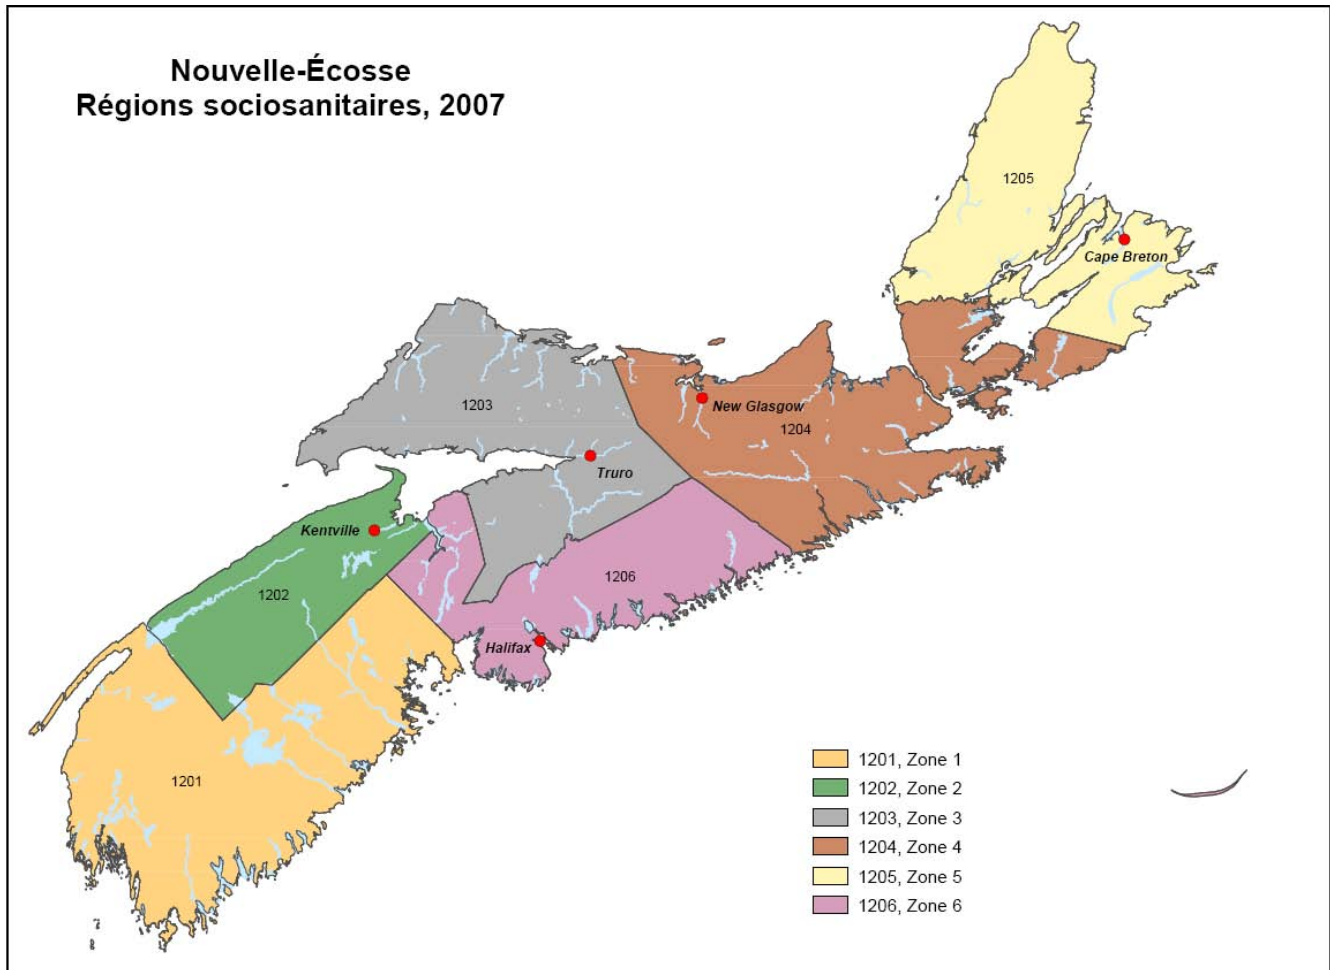 Nouvelle-Écosse
Régions sociosanitaires, 2007
1205
Cape Breton
1203
New Glasgow
1204
Truro
Kentville
1206
1202
Halifax
1201
1201, Zone 1
1202, Zone 2
1203, Zone 3
1204, Zone 4
1205, Zone 5
1206, Zone 6